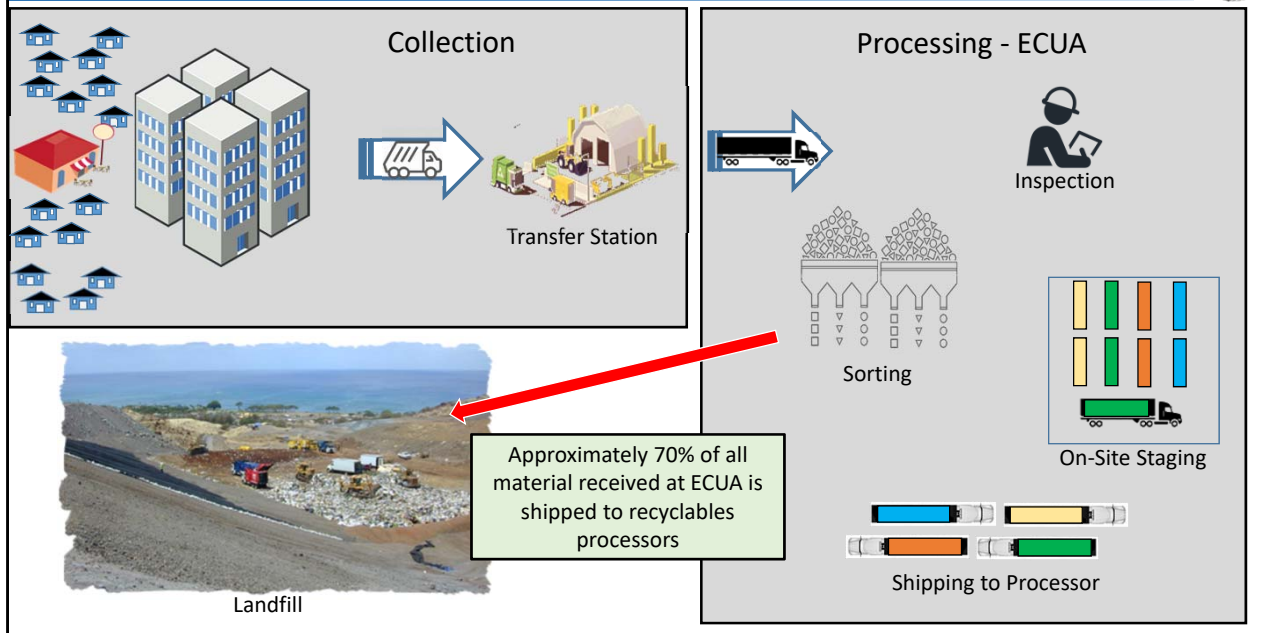 Collection
Transfer Station
Processing - ECUA
Inspection
Sorting
On-Site Staging
Shipping to Processor
Approximately 70% of all
material received at ECUA is
shipped to recyclables
processors
Landfill